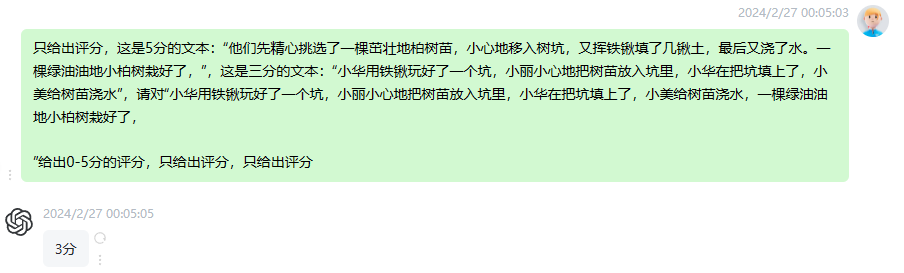 2024/2/27 00:05:03
只给出评分，这是5分的文本：“他们先精心挑选了一棵茁壮地柏树苗，小心地移入树坑，又挥铁锹填了几锹土，最后又浇了水。一
棵绿油油地小柏树栽好了，”，这是三分的文本：“小华用铁锹玩好了一个坑，小丽小心地把树苗放入坑里，小华在把坑填上了，小
美给树苗浇水”，请对“小华用铁锹玩好了一个坑，小丽小心地把树苗放入坑里，小华在把坑填上了，小美给树苗浇水，一棵绿油油
地小柏树栽好了，
”给出0-5分的评分，只给出评分，只给出评分
2024/2/27 00:05:05
3分